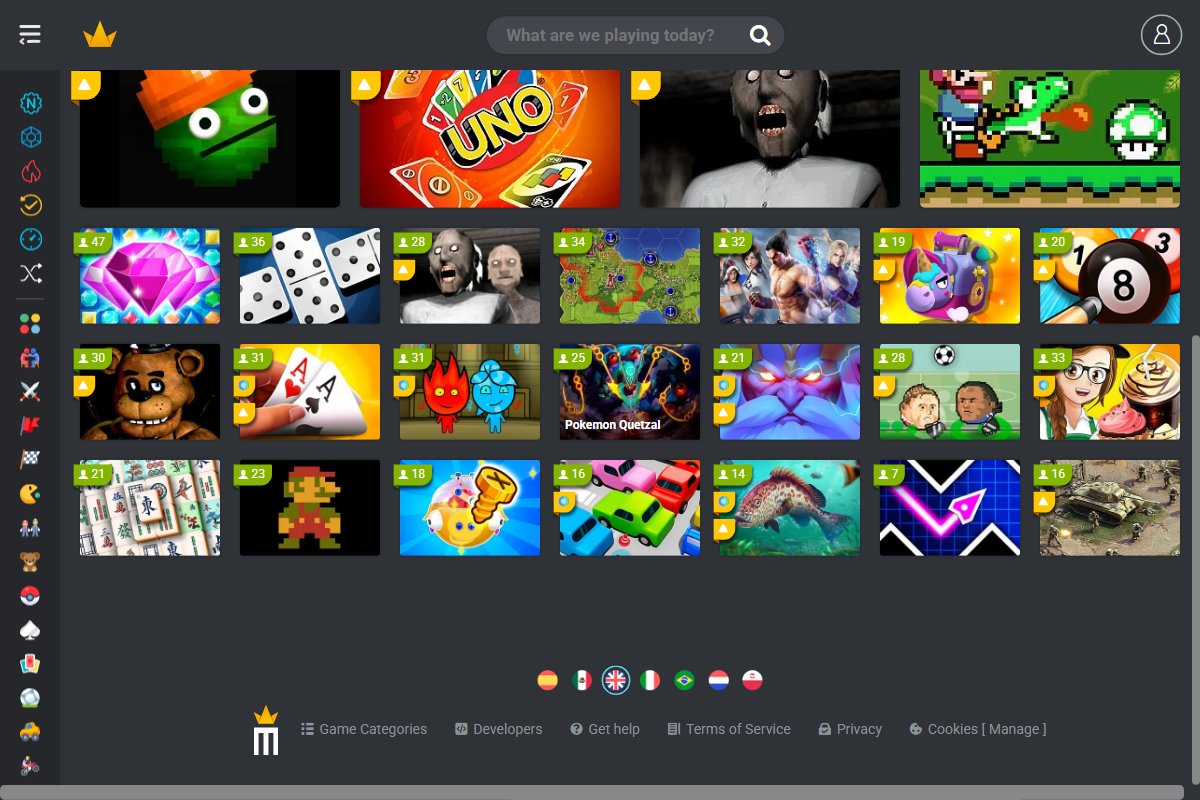 What are we playing today?
N
UNO
47
36
28
34
32
19
20
1
3
8
30
31
31
25
21
28
33
A
A
Pokemon Quetzal
21
23
18
16
14
7
16
東
Game Categories
Developers
Get help
Terms of Service
Privacy
Cookies [ Manage ]